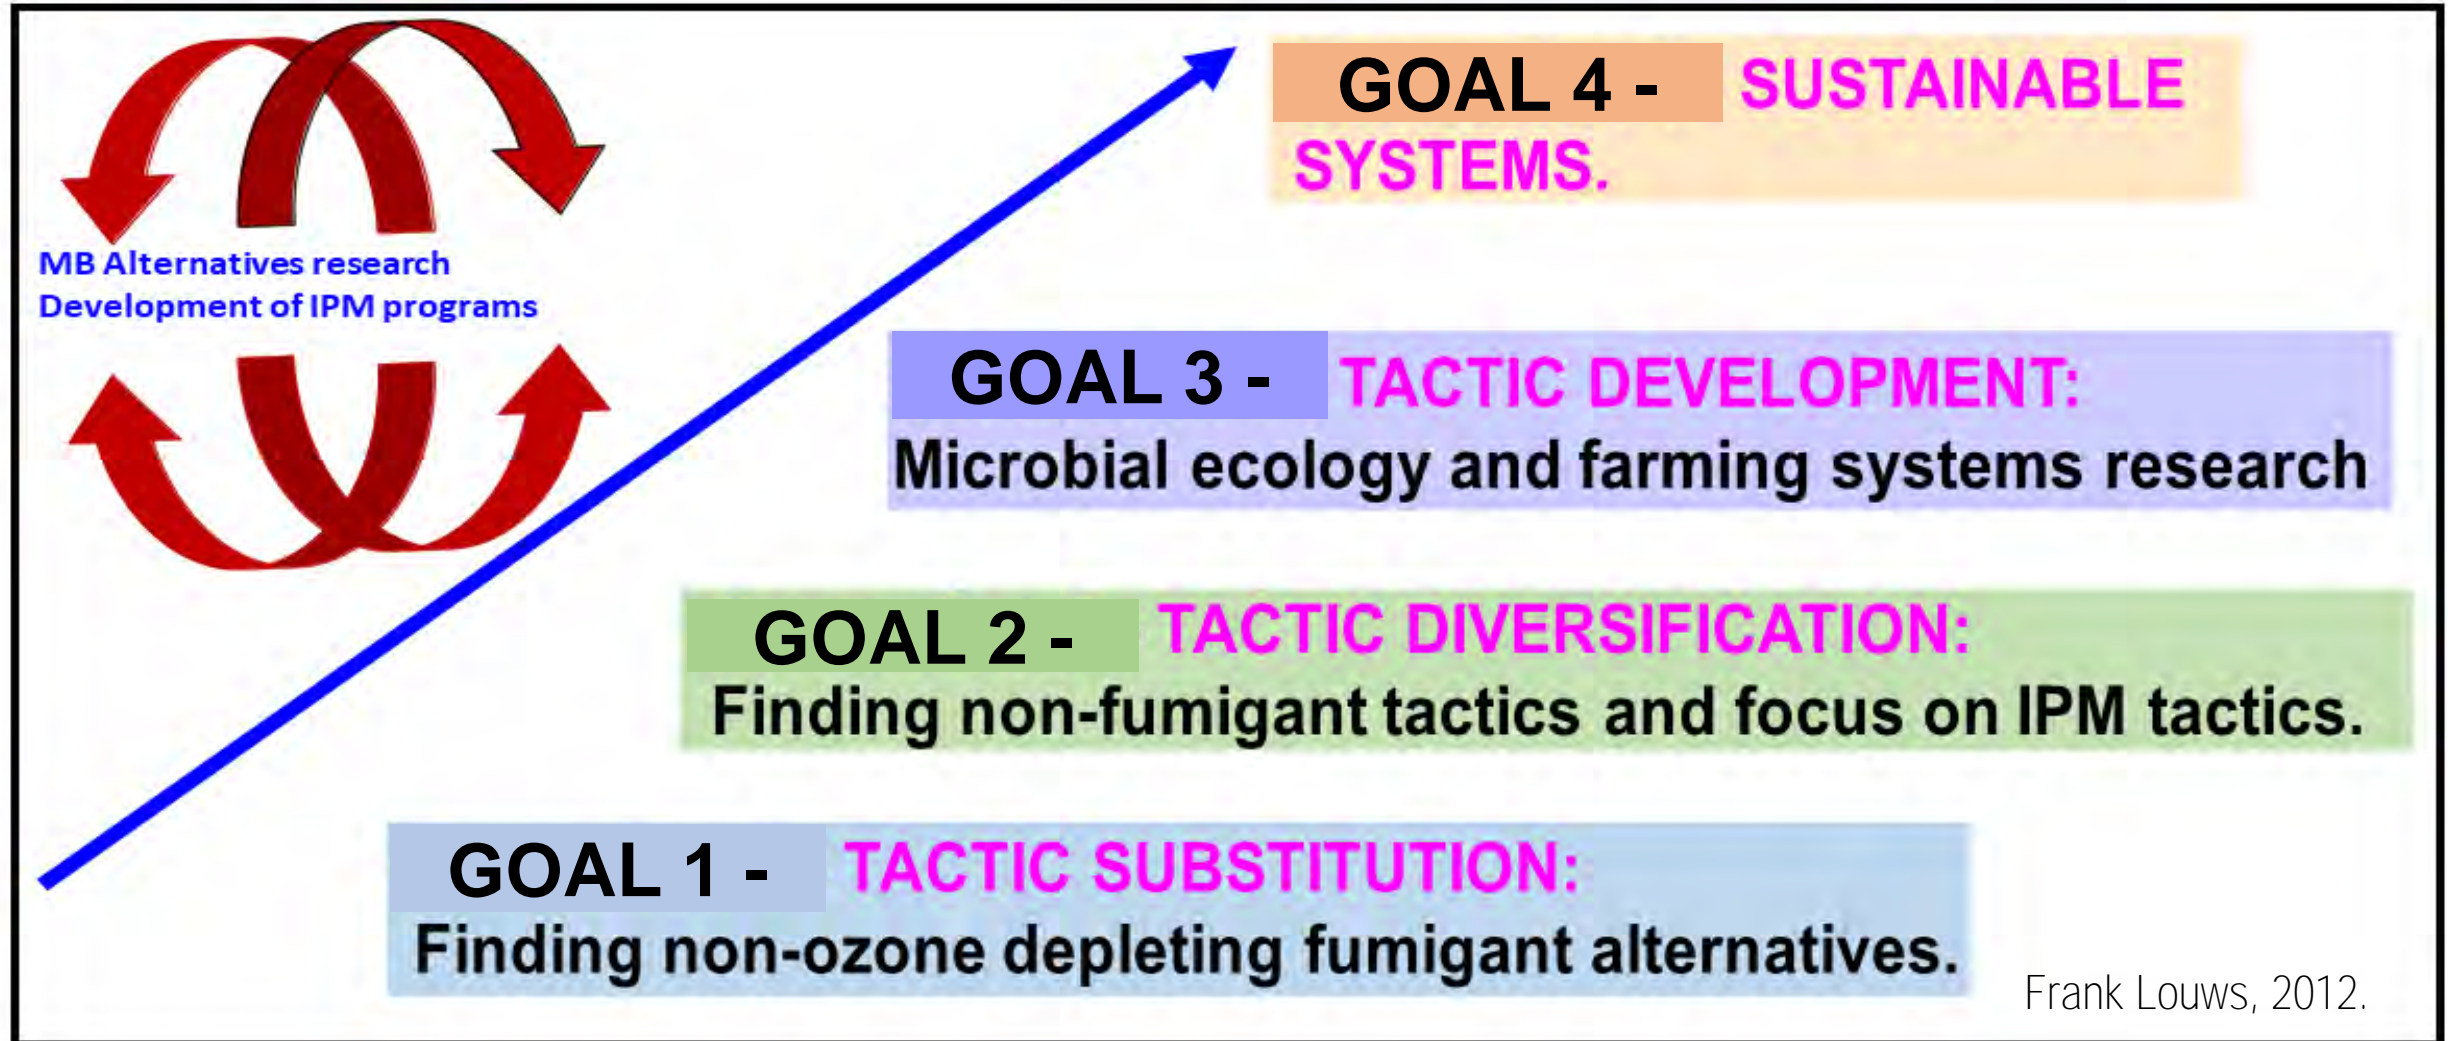 MB Alternatives research
Development of IPM programs
GOAL 4 - SUSTAINABLE
SYSTEMS.
GOAL 3 - TACTIC DEVELOPMENT:
Microbial ecology and farming systems research
GOAL 2 - TACTIC DIVERSIFICATION:
Finding non-fumigant tactics and focus on IPM tactics.
GOAL 1 - TACTIC SUBSTITUTION:
Finding non-ozone depleting fumigant alternatives.
Frank Louws, 2012.